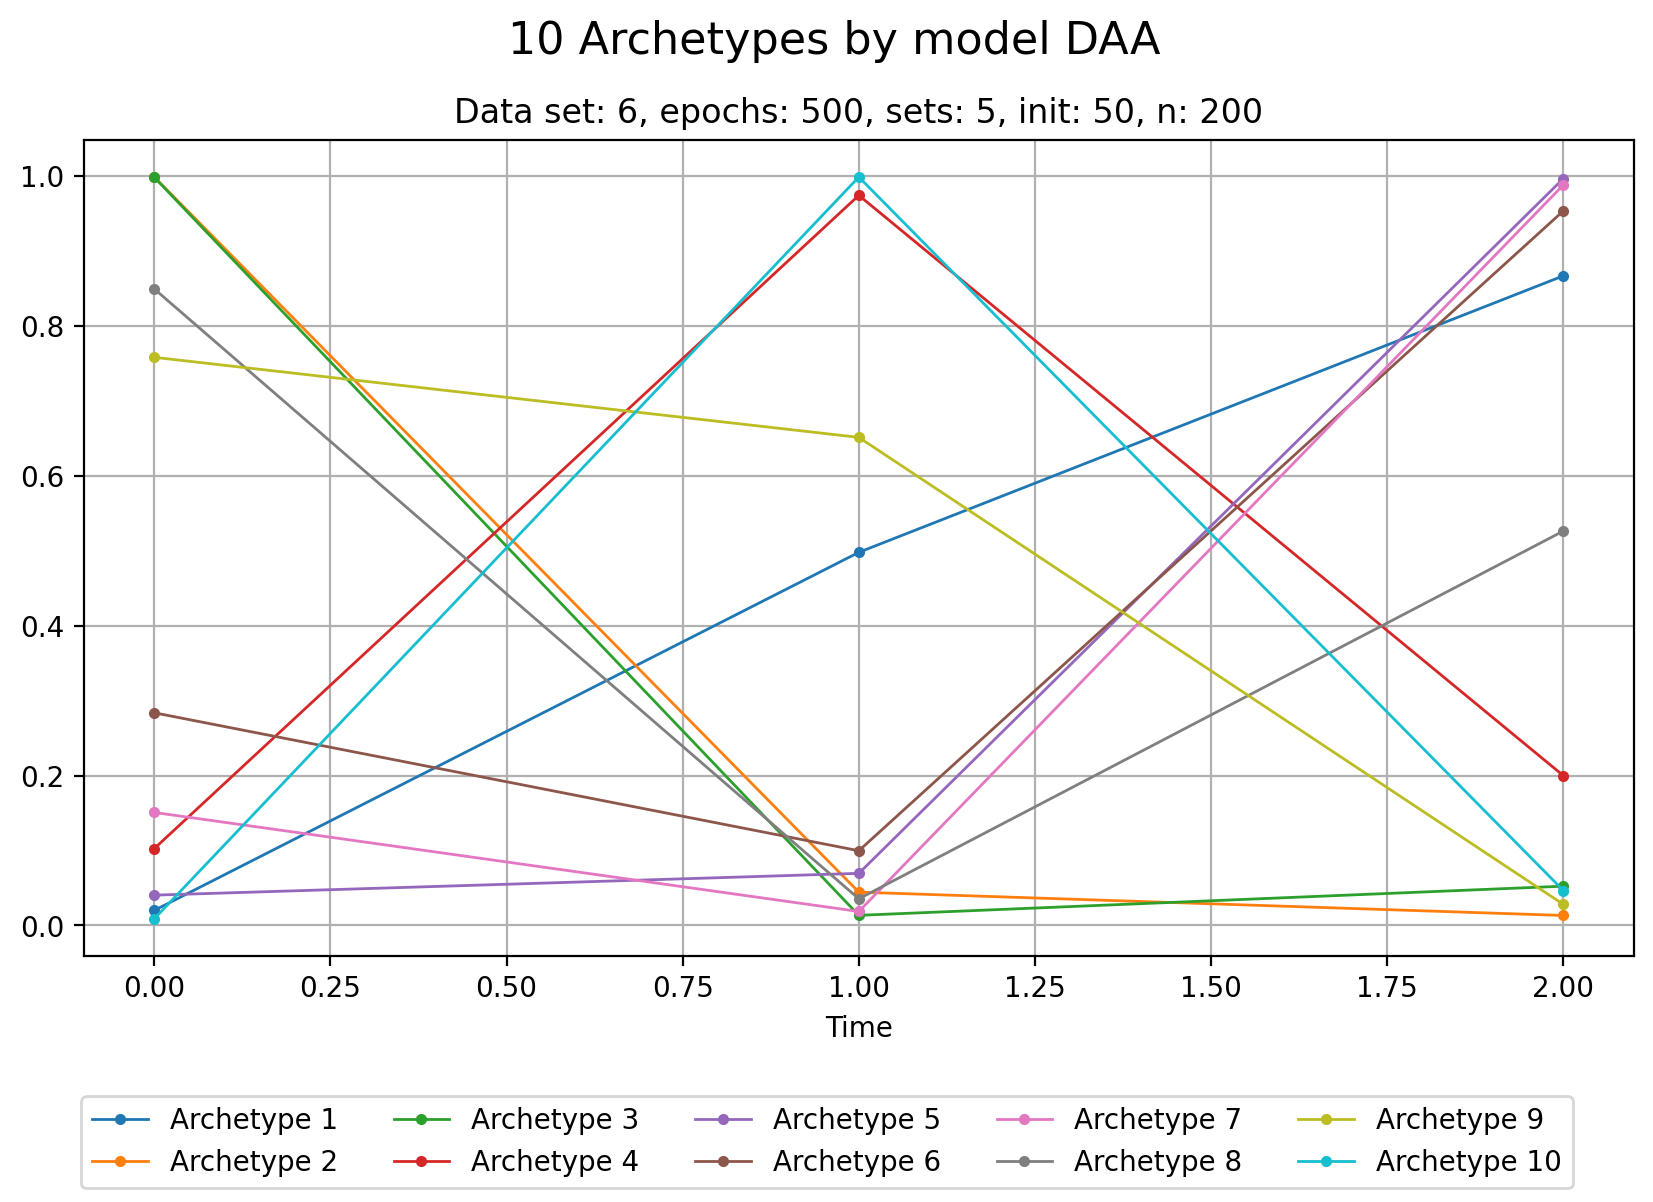 10 Archetypes by model DAA
Data set: 6, epochs: 500, sets: 5, init: 50, n: 200
1.0
0.8
0.6
0.4
0.2
0.0
0.00 0.25 0.50 0.75 1.00 1.25 1.50 1.75 2.00
Time
Archetype 1 Archetype 3 Archetype 5 Archetype 7 Archetype 9
Archetype 2 Archetype 4 Archetype 6 Archetype 8 Archetype 10